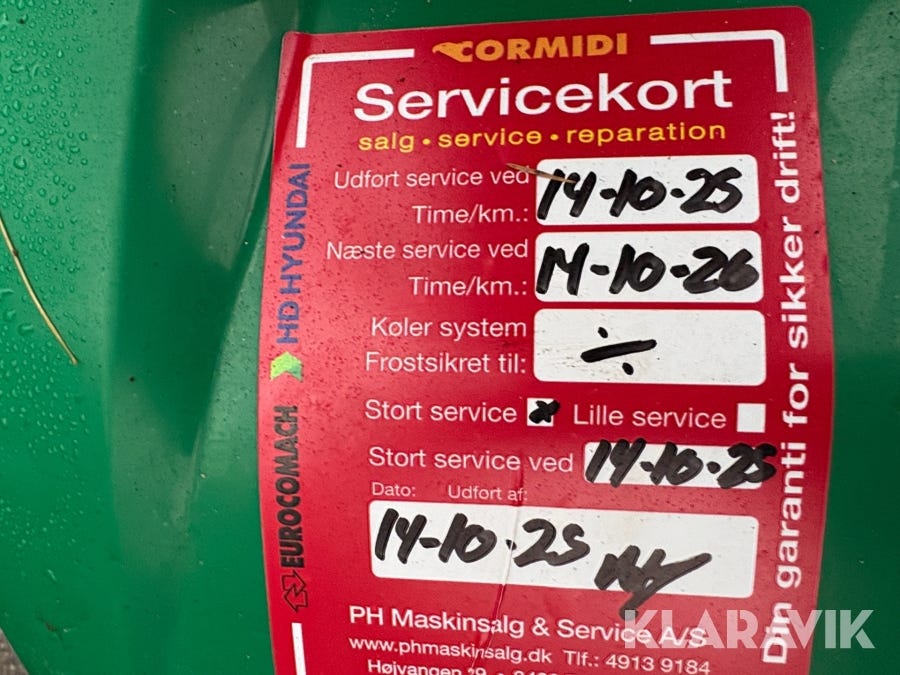 CORMIDI
Servicekort
salg • service • reparation
Udført service ved
Time/km.: 14-10-25
Næste service ved
Time/km.: 14-10-26
Køler system
Frostsikret til: ÷
Stort service x Lille service
Stort service ved 14-10-25
Dato: Udført af:
14-10-25
PH Maskinsalg & Service A/S
www.phmaskinsalg.dk Tlf.: 4913 9184
Højvangen
HD HYUNDAI
EUROCOMACH
Din garanti for sikker drift!
KLARAVIK